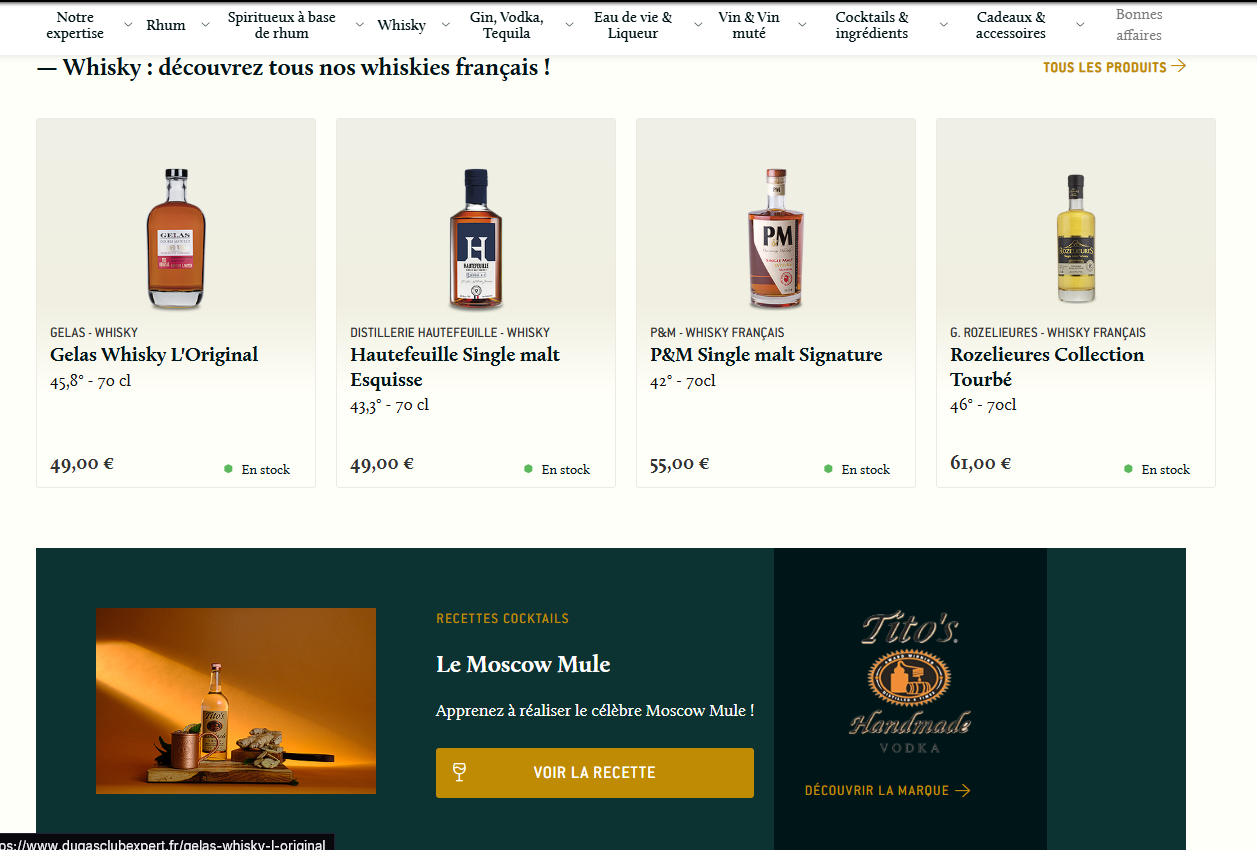 Notre
expertise
Rhum
Spiritueux à base
de rhum
Whisky
Gin, Vodka,
Tequila
Eau de vie &
Liqueur
Vin & Vin
muté
Cocktails &
ingrédients
Cadeaux &
accessoires
Bonnes
affaires
— Whisky : découvrez tous nos whiskies français !
TOUS LES PRODUITS
GELAS
H
HAUTEFEUILLE
P&M
SINGLE MALT
ROZELIEURES
GELAS - WHISKY
Gelas Whisky L'Original
45,8° - 70 cl
49,00 €
En stock
DISTILLERIE HAUTEFEUILLE - WHISKY
Hautefeuille Single malt
Esquisse
43,3° - 70 cl
49,00 €
En stock
P&M - WHISKY FRANÇAIS
P&M Single malt Signature
42° - 70cl
55,00 €
En stock
G. ROZELIEURES - WHISKY FRANÇAIS
Rozelieures Collection
Tourbé
46° - 70cl
61,00 €
En stock
Tito's
RECETTES COCKTAILS
Le Moscow Mule
Apprenez à réaliser le célèbre Moscow Mule !
VOIR LA RECETTE
Tito's.
AWARD WINNING
Handmade
VODKA
DÉCOUVRIR LA MARQUE
ps://www.dugasclubexpert.fr/gelas-whisky-l-original